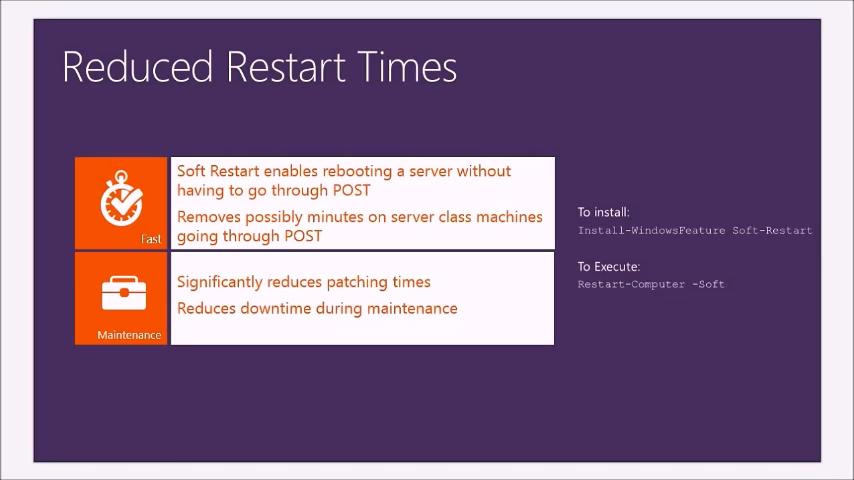 Reduced Restart Times
Soft Restart enables rebooting a server without
having to go through POST
Removes possibly minutes on server class machines
going through POST
Fast
Significantly reduces patching times
Reduces downtime during maintenance
Maintenance
To install:
Install-WindowsFeature Soft-Restart
To Execute:
Restart-Computer -Soft